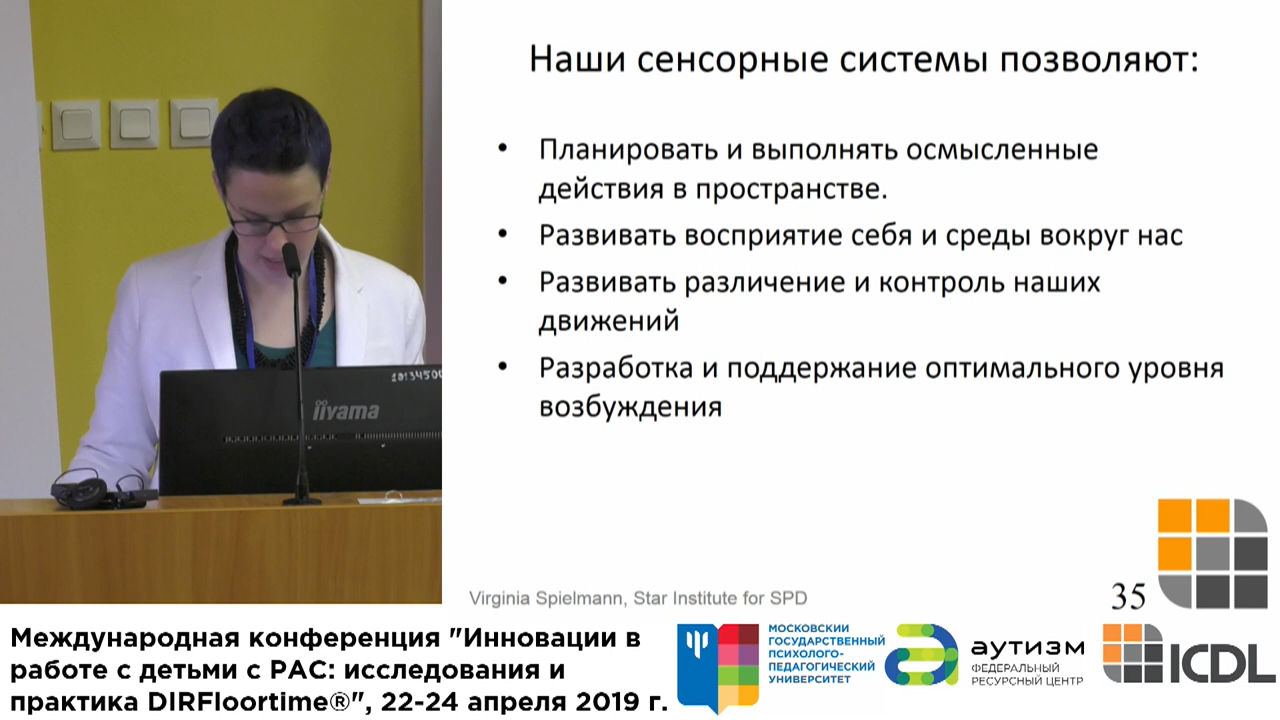 Наши сенсорные системы позволяют:
• Планировать и выполнять осмысленные
действия в пространстве.
• Развивать восприятие себя и среды вокруг нас
• Развивать различение и контроль наших
движений
• Разработка и поддержание оптимального уровня
возбуждения
iiyama
Virginia Spielmann, Star Institute for SPD
35
Международная конференция "Инновации в
работе с детьми с РАС: исследования и
практика DIRFloortime®", 22-24 апреля 2019 г.
МОСКОВСКИЙ
ГОСУДАРСТВЕННЫЙ
ПСИХОЛОГО-
ПЕДАГОГИЧЕСКИЙ
УНИВЕРСИТЕТ
аутизм
ФЕДЕРАЛЬНЫЙ
РЕСУРСНЫЙ ЦЕНТР
ICDL